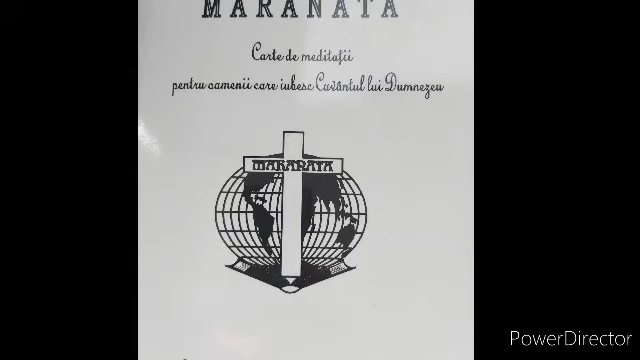 MARANATA
Carte de meditații
pentru oamenii care iubesc Cuvântul lui Dumnezeu
MARANATA
PowerDirector